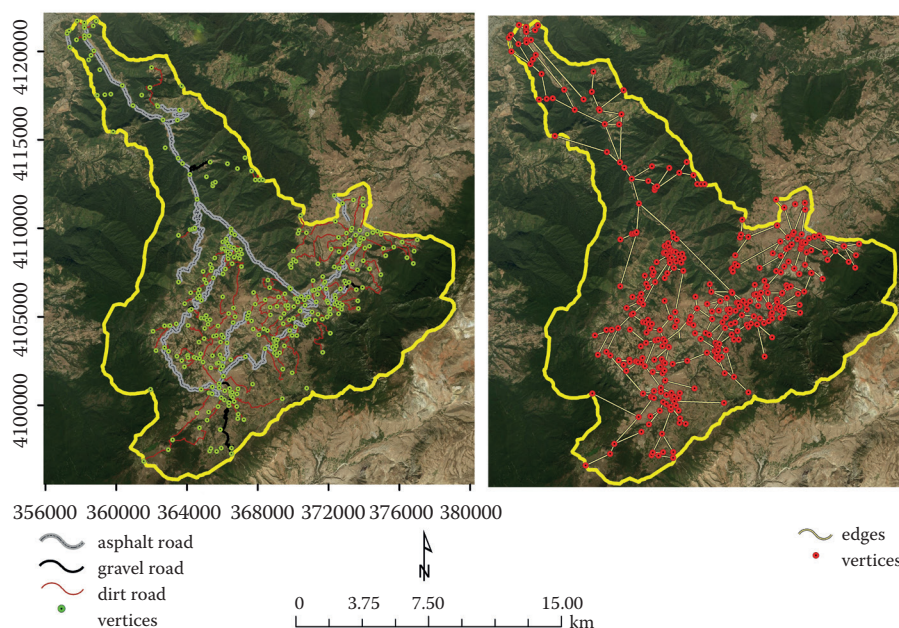 4120000
4115000
4110000
4105000
4100000
356000 360000 364000 368000 372000 376000 380000
asphalt road
gravel road
dirt road
vertices
N
0 3.75 7.50 15.00
km
edges
vertices